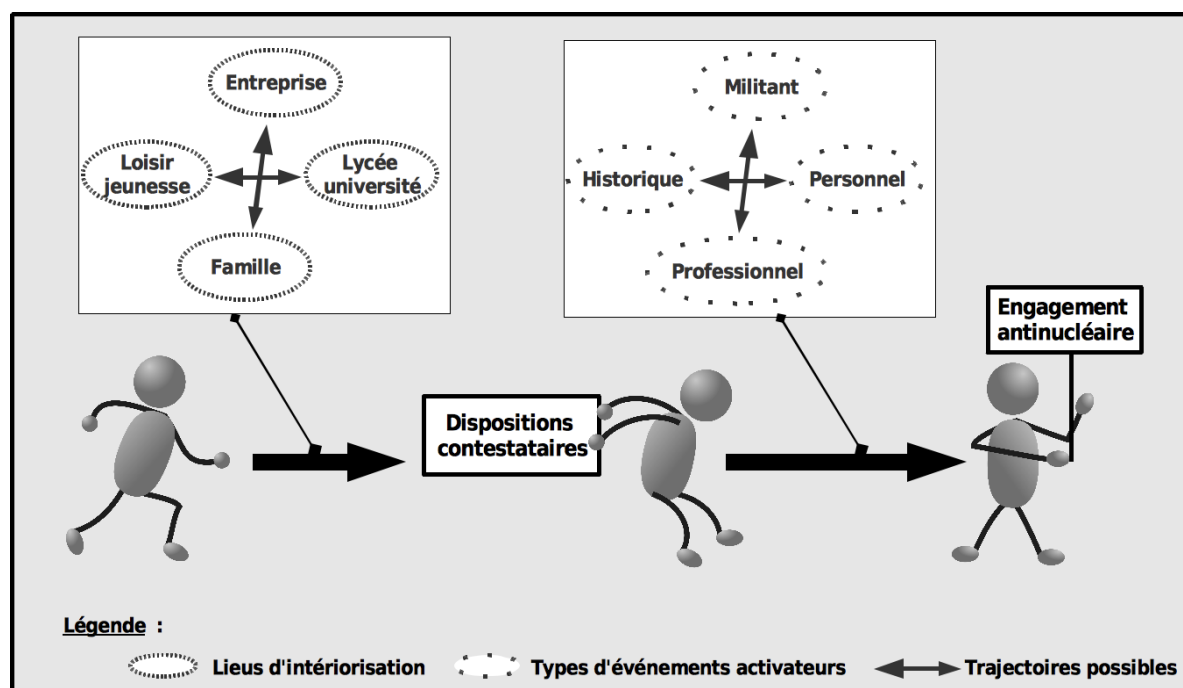 Entreprise
Loisir
jeunesse
Lycée
université
Famille
Militant
Historique
Personnel
Professionnel
Engagement
antinucléaire
Dispositions
contestataires
Légende :
Lieus d'intériorisation
Types d'événements activateurs
Trajectoires possibles